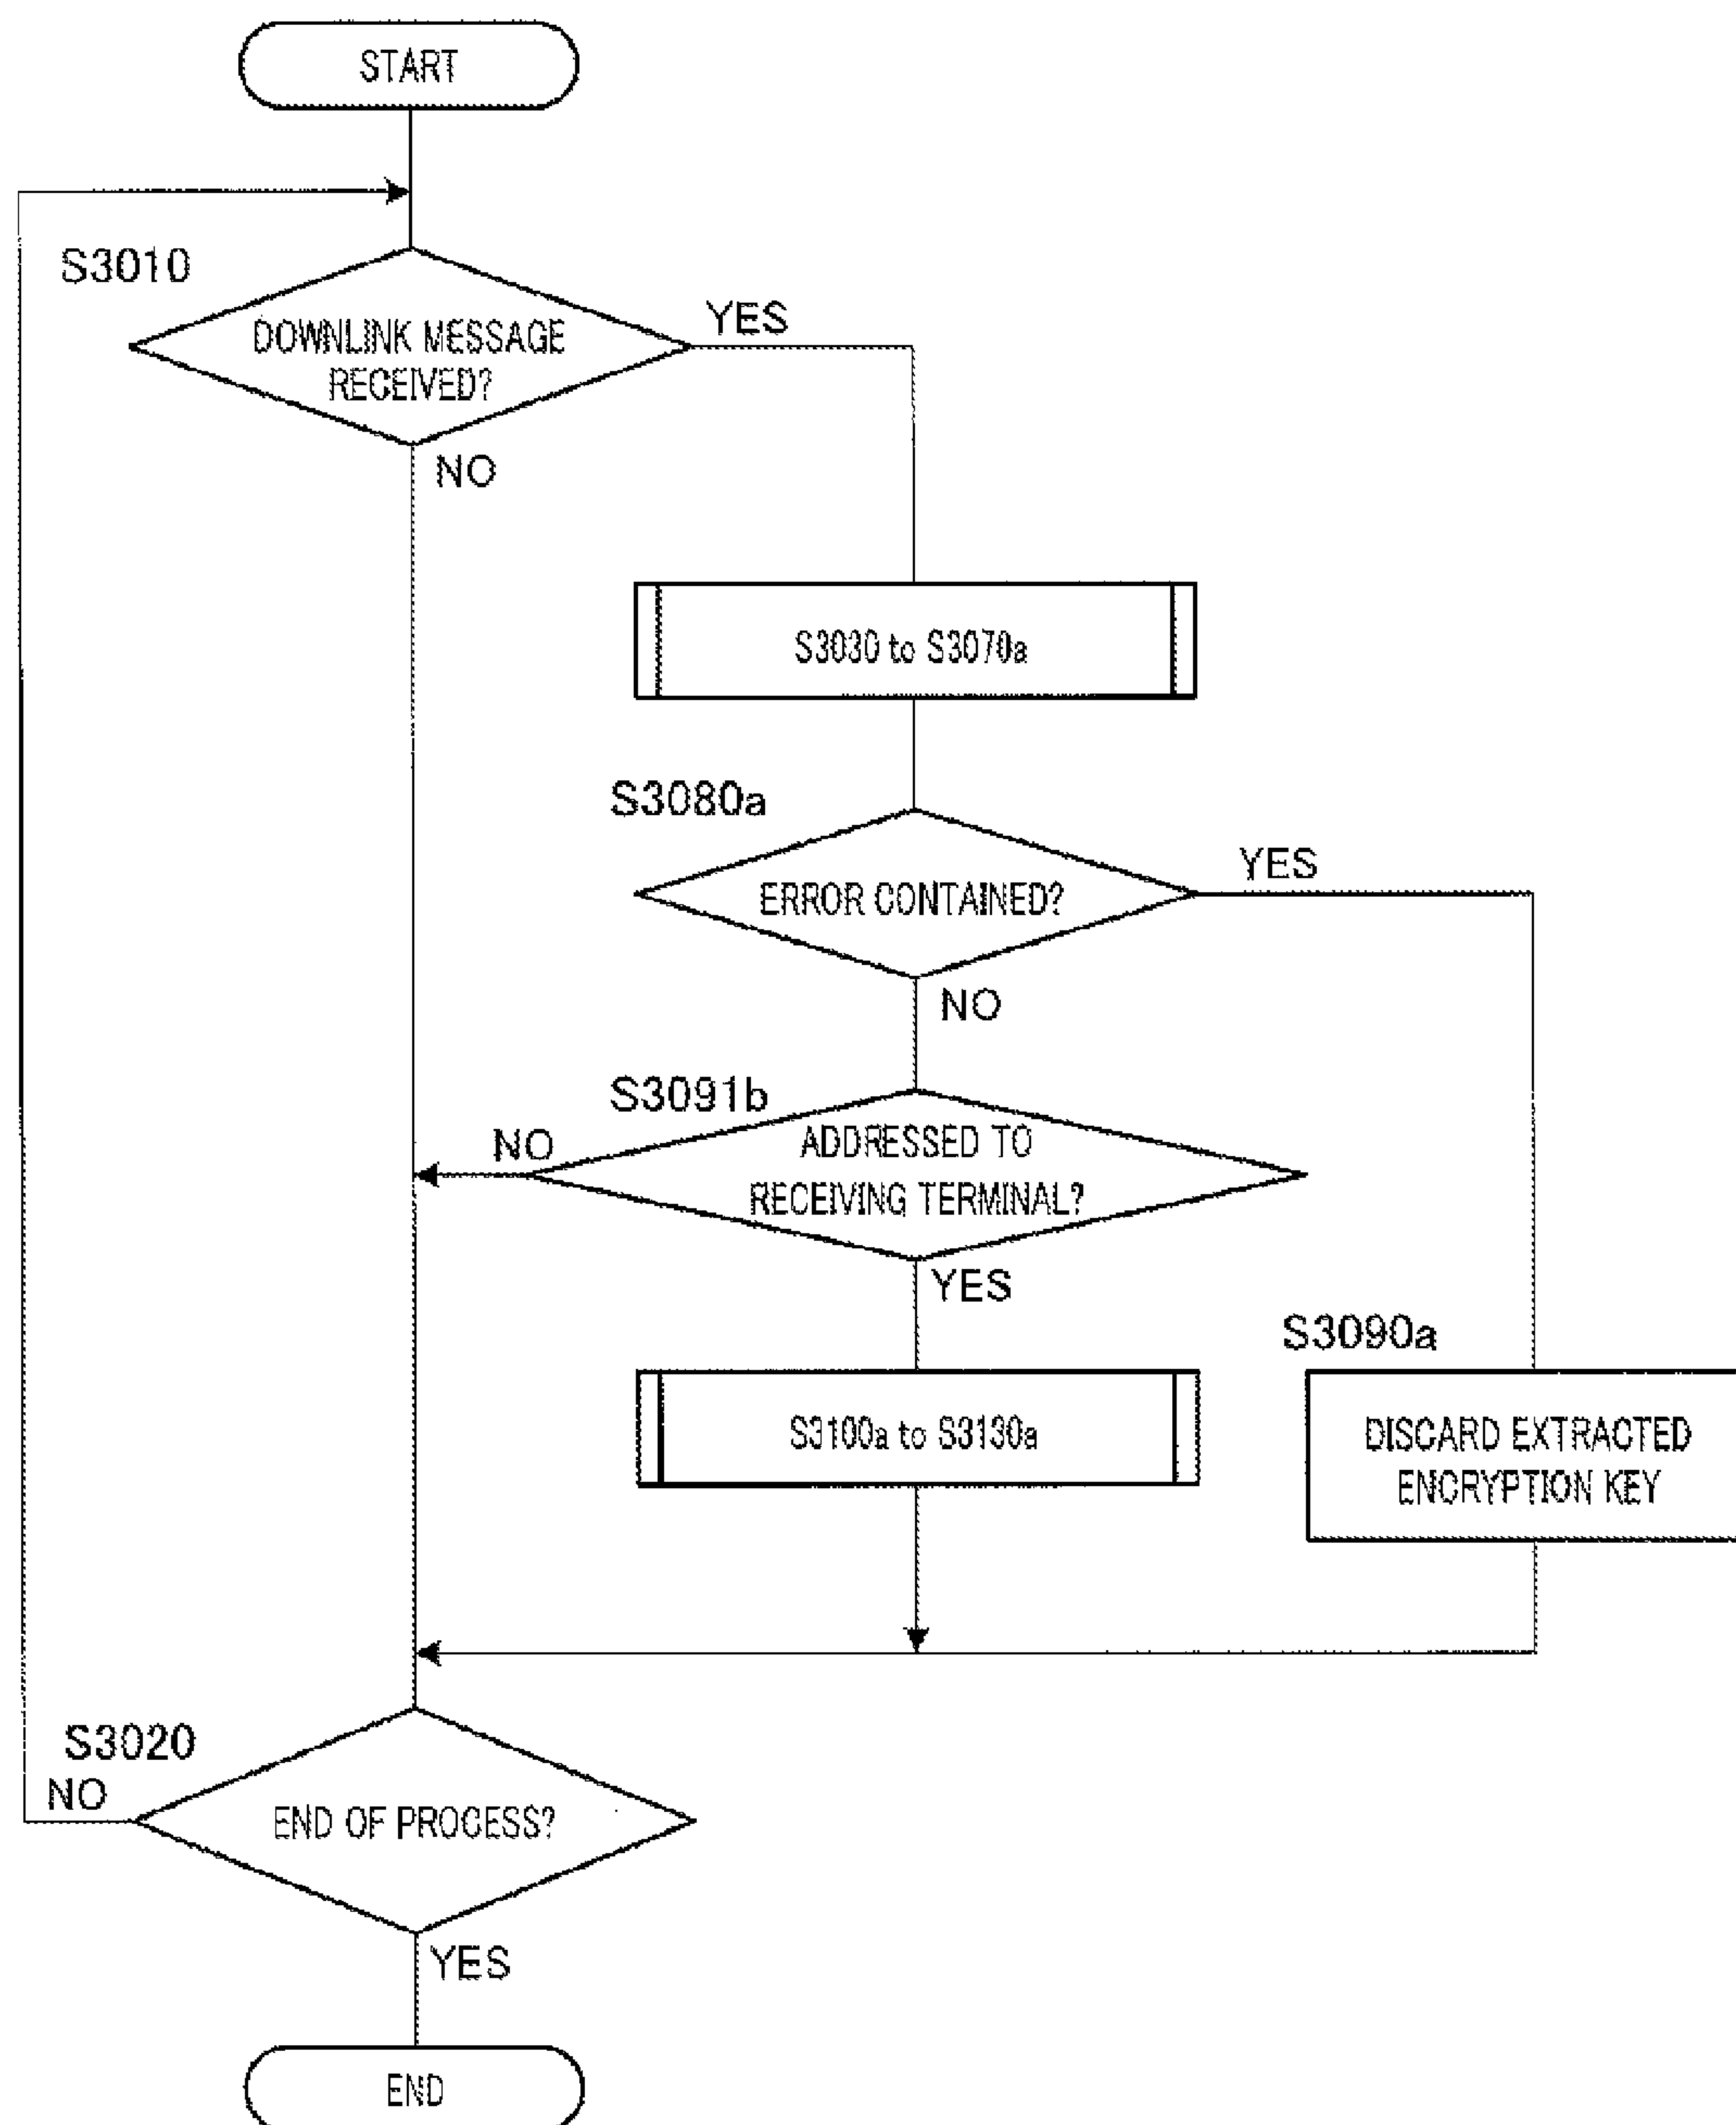 START
S3010
DOWNLINK MESSAGE
RECEIVED?
YES
NO
S3030 to S3070a
S3080a
ERROR CONTAINED?
YES
NO
S3091b
ADDRESSED TO
RECEIVING TERMINAL?
NO
YES
S3090a
S3100a to S3130a
DISCARD EXTRACTED
ENCRYPTION KEY
S3020
NO
END OF PROCESS?
YES
END